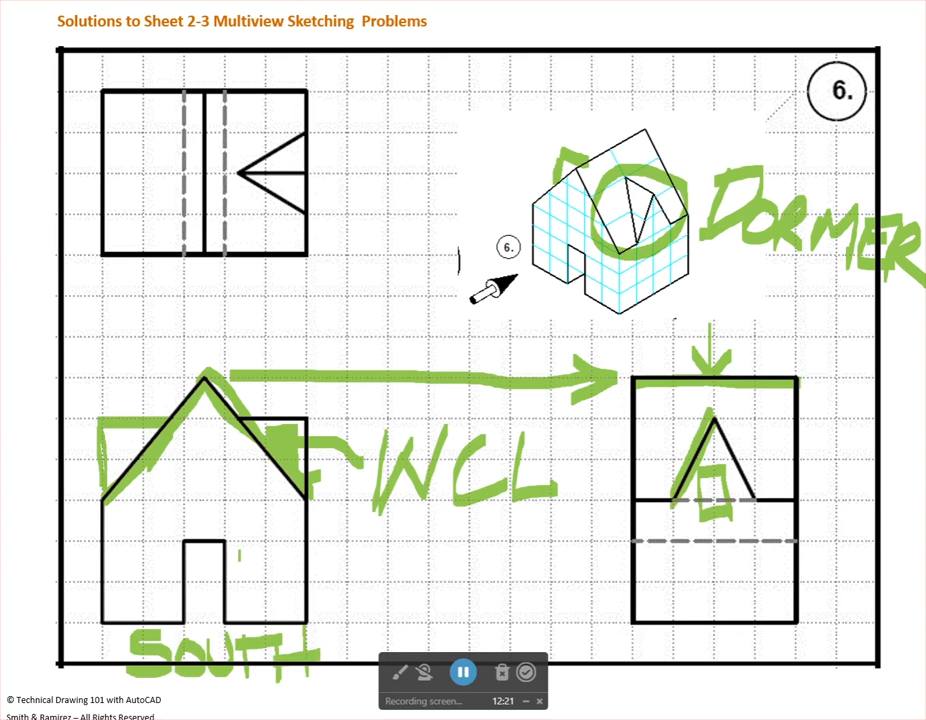 Solutions to Sheet 2-3 Multiview Sketching Problems
6.
6.
DORMER
WCL
SOUTH
Recording screen... 12:21
© Technical Drawing 101 with AutoCAD
Smith & Ramirez – All Rights Reserved